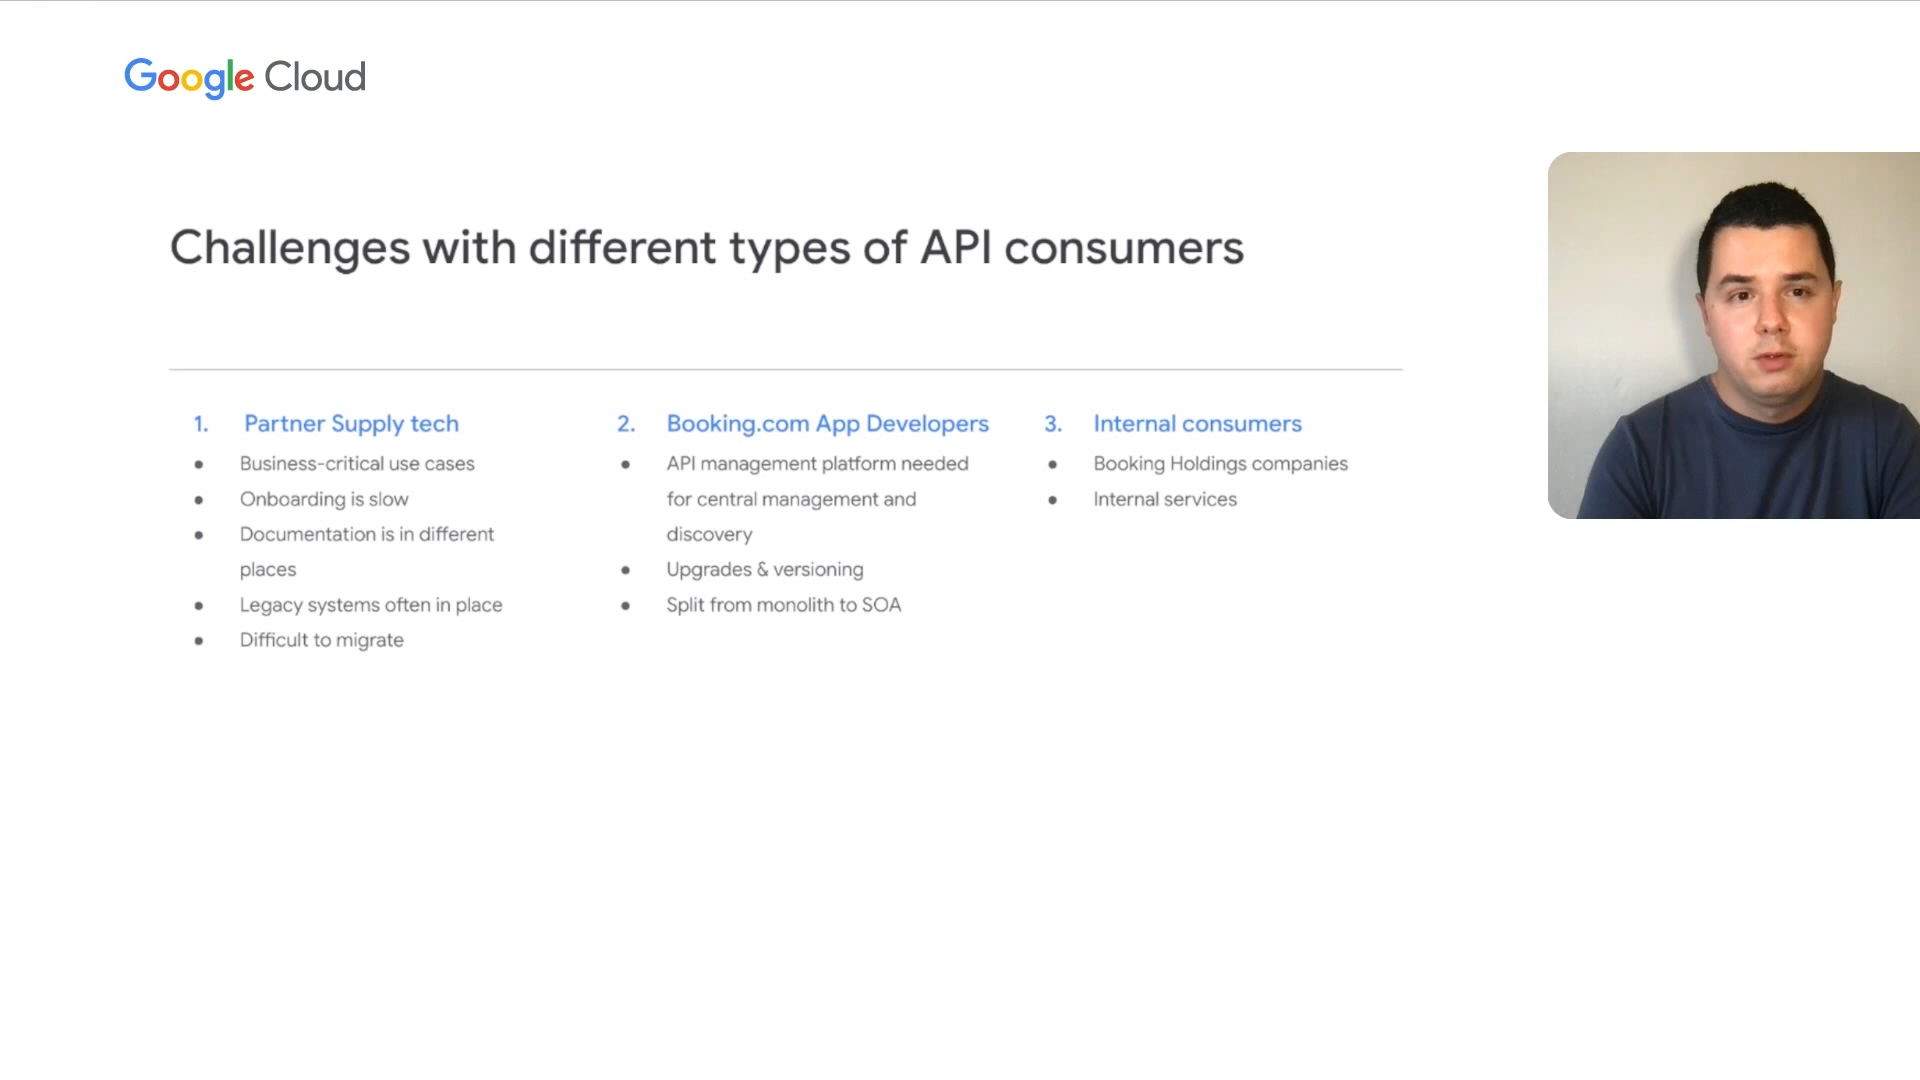 Google Cloud
Challenges with different types of API consumers
1. Partner Supply tech
● Business-critical use cases
● Onboarding is slow
● Documentation is in different
places
● Legacy systems often in place
● Difficult to migrate
2. Booking.com App Developers
● API management platform needed
for central management and
discovery
● Upgrades & versioning
● Split from monolith to SOA
3. Internal consumers
● Booking Holdings companies
● Internal services